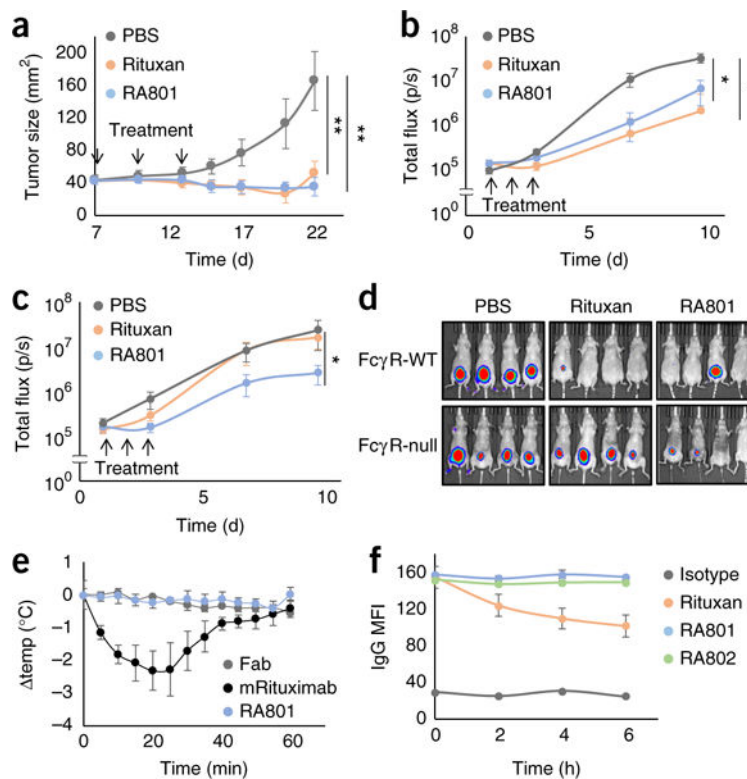 a
Tumor size (mm²)
200
160
120
80
40
0
PBS
Rituxan
RA801
Treatment
**
**
7
12
17
22
Time (d)
b
Total flux (p/s)
10⁸
10⁷
10⁶
10⁵
10⁰
PBS
Rituxan
RA801
Treatment
*
0
5
10
Time (d)
c
Total flux (p/s)
10⁸
10⁷
10⁶
10⁵
10⁰
PBS
Rituxan
RA801
Treatment
*
0
5
10
Time (d)
d
PBS
Rituxan
RA801
FcγR-WT
FcγR-null
e
Δtemp (°C)
1
0
−1
−2
−3
−4
Fab
mRituximab
RA801
0
20
40
60
Time (min)
f
IgG MFI
160
120
80
40
0
Isotype
Rituxan
RA801
RA802
0
2
4
6
Time (h)